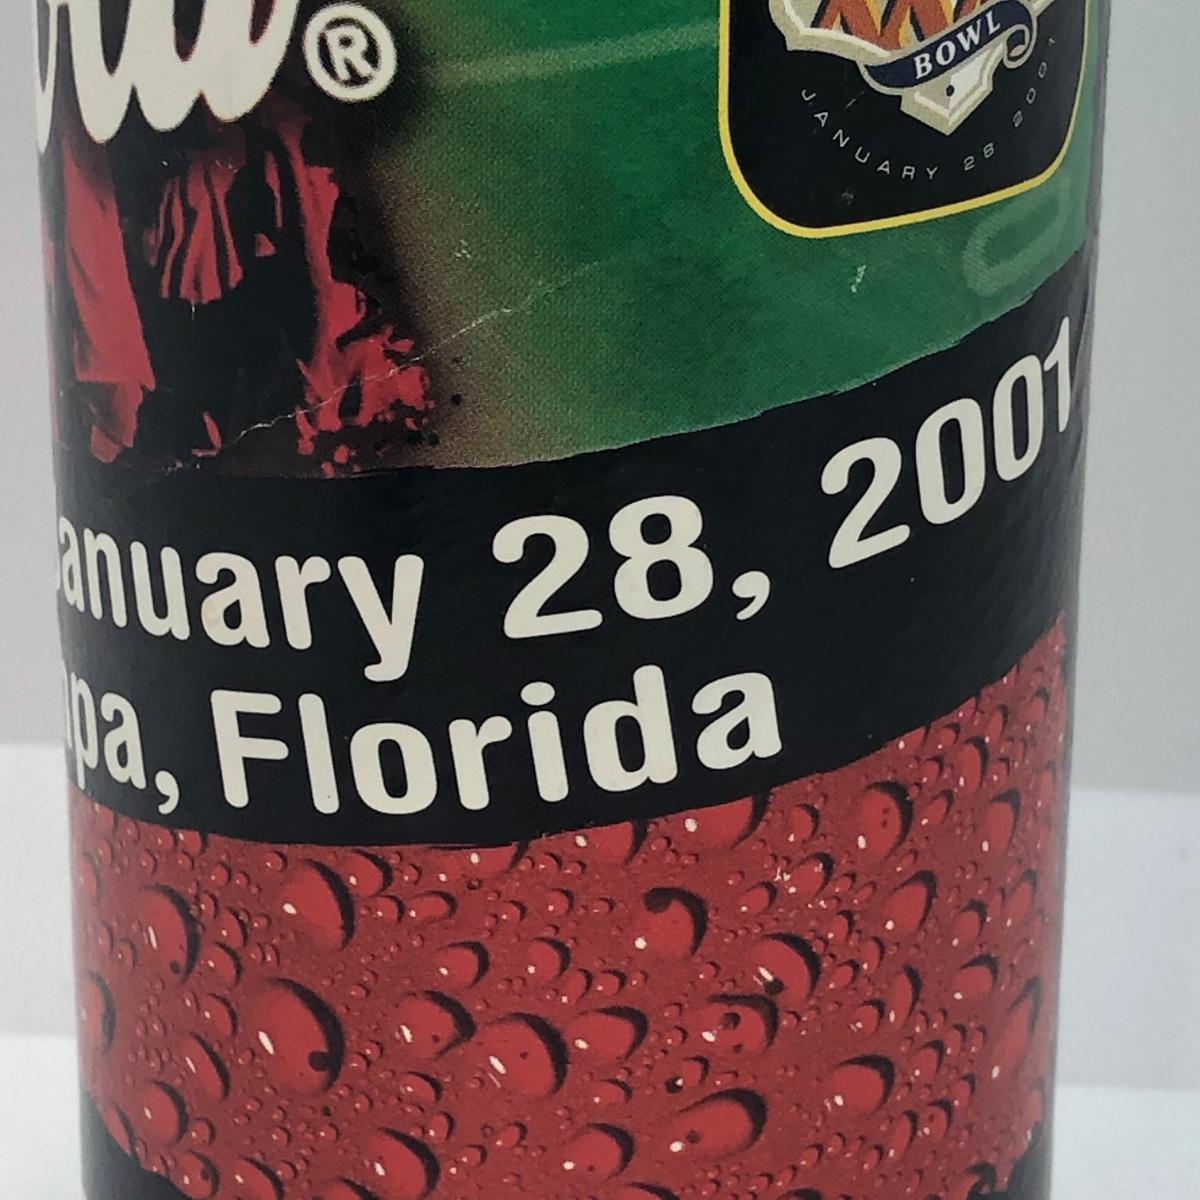 ®
BOWL
JANUARY 28 2001
anuary 28, 2001
pa, Florida